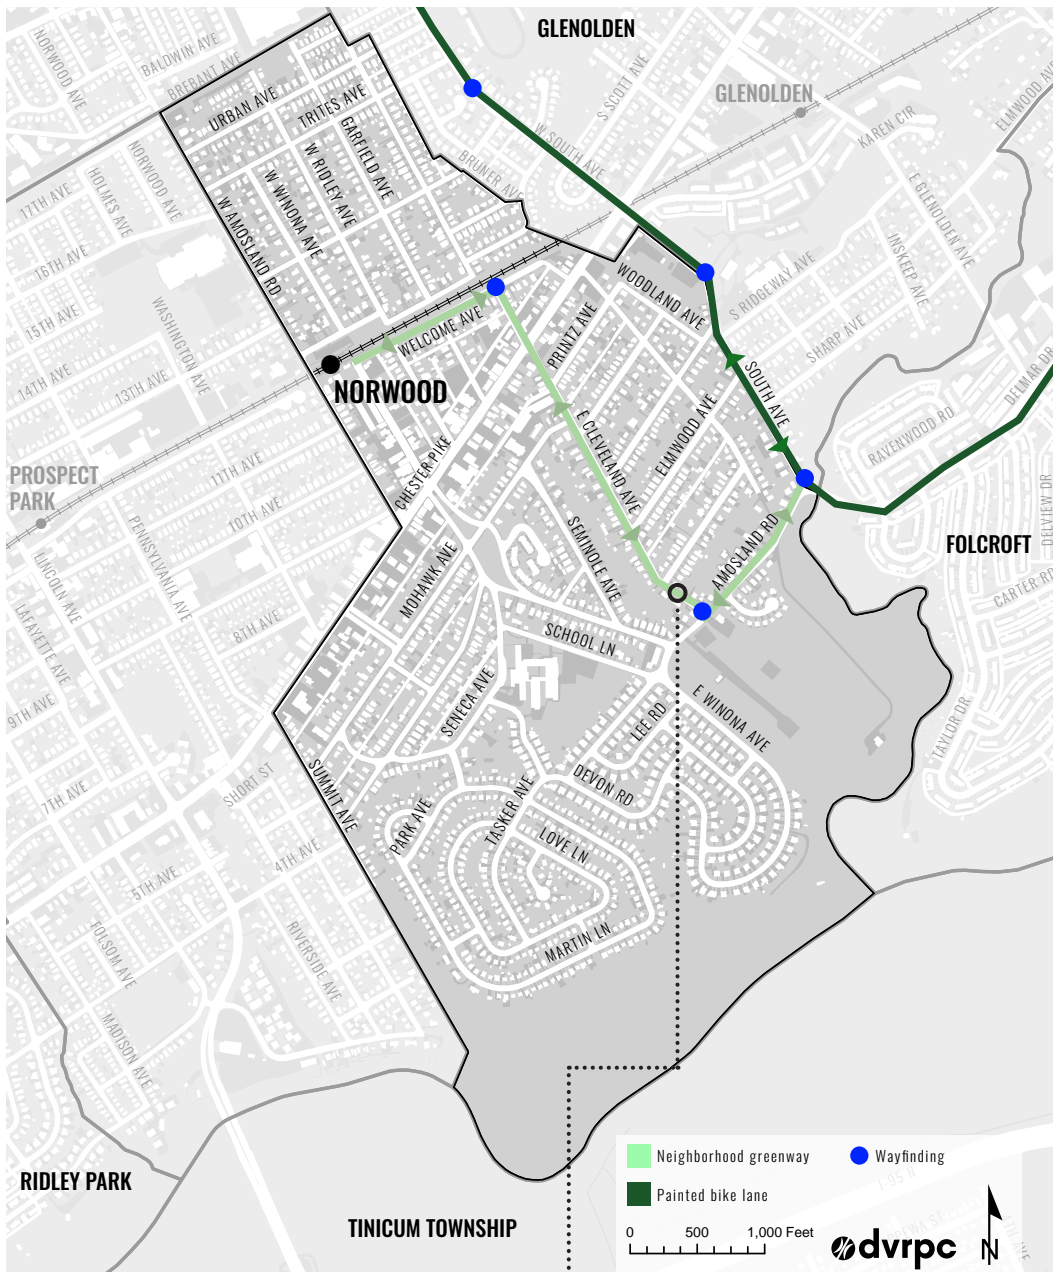 GLENOLDEN
NORWOOD AVE
BALDWIN AVE
BREBANT AVE
S SCOTT AVE
GLENOLDEN
ELMWOOD AVE
URBAN AVE
TRITES AVE
GARFIELD AVE
W SOUTH AVE
KAREN CIR
BRUNER AVE
17TH AVE
HOLMES AVE
NORWOOD AVE
W RIDLEY AVE
W WINONA AVE
W AMOSLAND RD
E GLENOLDEN AVE
INSKEEP AVE
16TH AVE
WOODLAND AVE
S RIDGEWAY AVE
15TH AVE
WASHINGTON AVE
WELCOME AVE
PRINTZ AVE
SHARP AVE
14TH AVE
13TH AVE
NORWOOD
SOUTH AVE
DELMAR DR
RAVENWOOD RD
ELMWOOD AVE
E CLEVELAND AVE
CHESTER PIKE
PROSPECT
PARK
11TH AVE
10TH AVE
PENNSYLVANIA AVE
DELVIEW DR
FOLCROFT
AMOSLAND RD
SEMINOLE AVE
MOHAWK AVE
LINCOLN AVE
LAFAYETTE AVE
CARTER RD
8TH AVE
SCHOOL LN
9TH AVE
SENECA AVE
E WINONA AVE
LEE RD
TAYLOR DR
7TH AVE
SHORT ST
SUMMIT AVE
DEVON RD
PARK AVE
TASKER AVE
LOVE LN
4TH AVE
5TH AVE
FOLSOM AVE
RIVERSIDE AVE
MARTIN LN
MADISON AVE
RIDLEY PARK
TINICUM TOWNSHIP
Neighborhood greenway
Wayfinding
Painted bike lane
I-95 N
0 500 1,000 Feet
4TH AVE
dvrpc
N